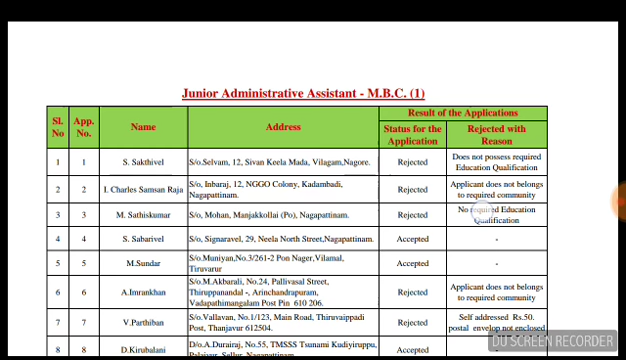 Junior Administrative Assistant - M.B.C. (1)
Sl. No App. No. Name Address Result of the Applications
Status for the Application Rejected with Reason
1 1 S. Sakthivel S/o.Selvam, 12, Sivan Keela Mada, Vilagam,Nagore. Rejected Does not possess required
Education Qualification
2 2 I. Charles Samsan Raja S/o, Inbaraj, 12, NGGO Colony, Kadambadi,
Nagapattinam. Rejected Applicant does not belongs
to required community
3 3 M. Sathiskumar S/o, Mohan, Manjakkollai (Po), Nagapattinam. Rejected No required Education
Qualification
4 4 S. Sabarivel S/o, Signaravel, 29, Neela North Street,Nagapattinam. Accepted -
5 5 M.Sundar S/o.Muniyan,No.3/261-2 Pon Nager,Vilamal,
Tiruvarur Accepted -
6 6 A.Imrankhan S/o.M.Akbarali, No.24, Pallivasal Street,
Thiruppanandal -, Arinchandrapuram,
Vadapathimangalam Post Pin 610 206. Rejected Applicant does not belongs
to required community
7 7 V.Parthiban S/o.Vallavan, No.1/123, Main Road, Thiruvaippadi
Post, Thanjavur 612504. Rejected Self addressed Rs.50.
postal envelop not enclosed
8 8 D.Kirubalani D/o.A.Durairaj, No.55, TMSSS Tsunami Kudiyiruppu,
Accepted -
DU SCREEN RECORDER